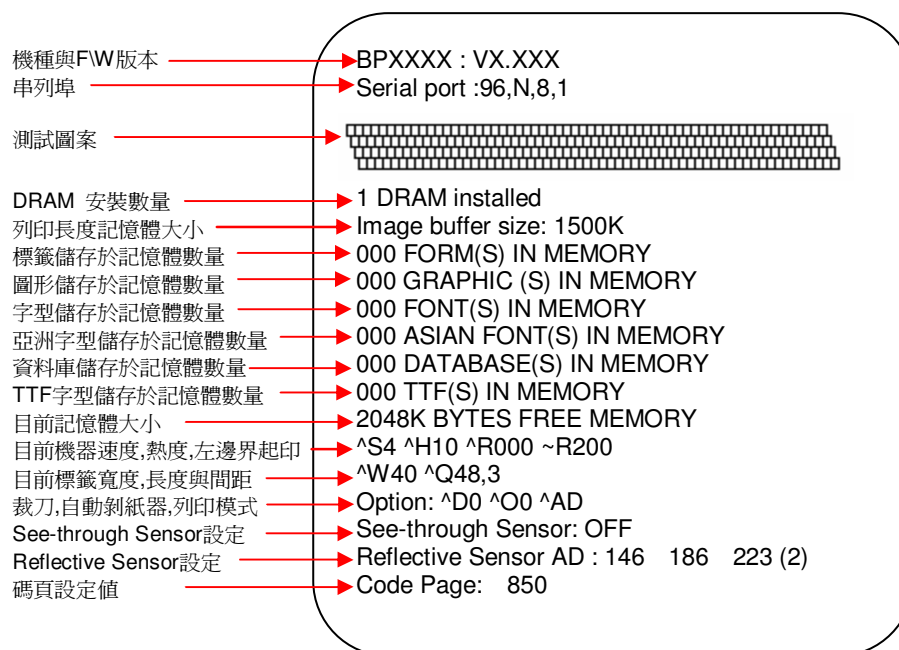 機種與F\W版本 BPXXXX : VX.XXX
串列埠 Serial port :96,N,8,1
測試圖案
DRAM 安裝數量 1 DRAM installed
列印長度記憶體大小 Image buffer size: 1500K
標籤儲存於記憶體數量 000 FORM(S) IN MEMORY
圖形儲存於記憶體數量 000 GRAPHIC (S) IN MEMORY
字型儲存於記憶體數量 000 FONT(S) IN MEMORY
亞洲字型儲存於記憶體數量 000 ASIAN FONT(S) IN MEMORY
資料庫儲存於記憶體數量 000 DATABASE(S) IN MEMORY
TTF字型儲存於記憶體數量 000 TTF(S) IN MEMORY
目前記憶體大小 2048K BYTES FREE MEMORY
目前機器速度,熱度,左邊界起印 ^S4 ^H10 ^R000 ~R200
目前標籤寬度,長度與間距 ^W40 ^Q48,3
裁刀,自動剝紙器,列印模式 Option: ^D0 ^O0 ^AD
See-through Sensor設定 See-through Sensor: OFF
Reflective Sensor設定 Reflective Sensor AD : 146 186 223 (2)
碼頁設定值 Code Page: 850